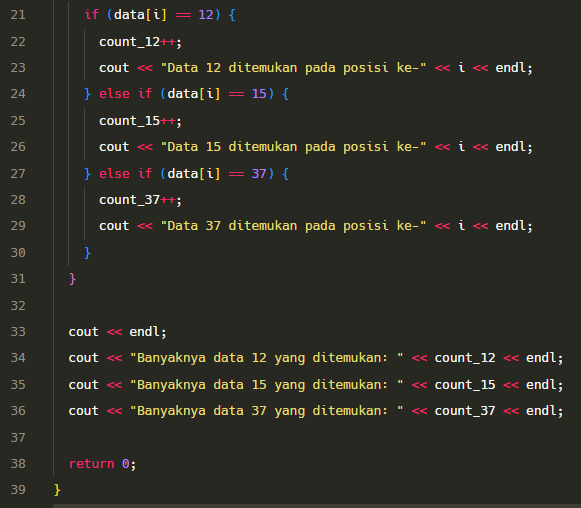 21 if (data[i] == 12) {
22 count_12++;
23 cout << "Data 12 ditemukan pada posisi ke-" << i << endl;
24 } else if (data[i] == 15) {
25 count_15++;
26 cout << "Data 15 ditemukan pada posisi ke-" << i << endl;
27 } else if (data[i] == 37) {
28 count_37++;
29 cout << "Data 37 ditemukan pada posisi ke-" << i << endl;
30 }
31 }
32
33 cout << endl;
34 cout << "Banyaknya data 12 yang ditemukan: " << count_12 << endl;
35 cout << "Banyaknya data 15 yang ditemukan: " << count_15 << endl;
36 cout << "Banyaknya data 37 yang ditemukan: " << count_37 << endl;
37
38 return 0;
39 }